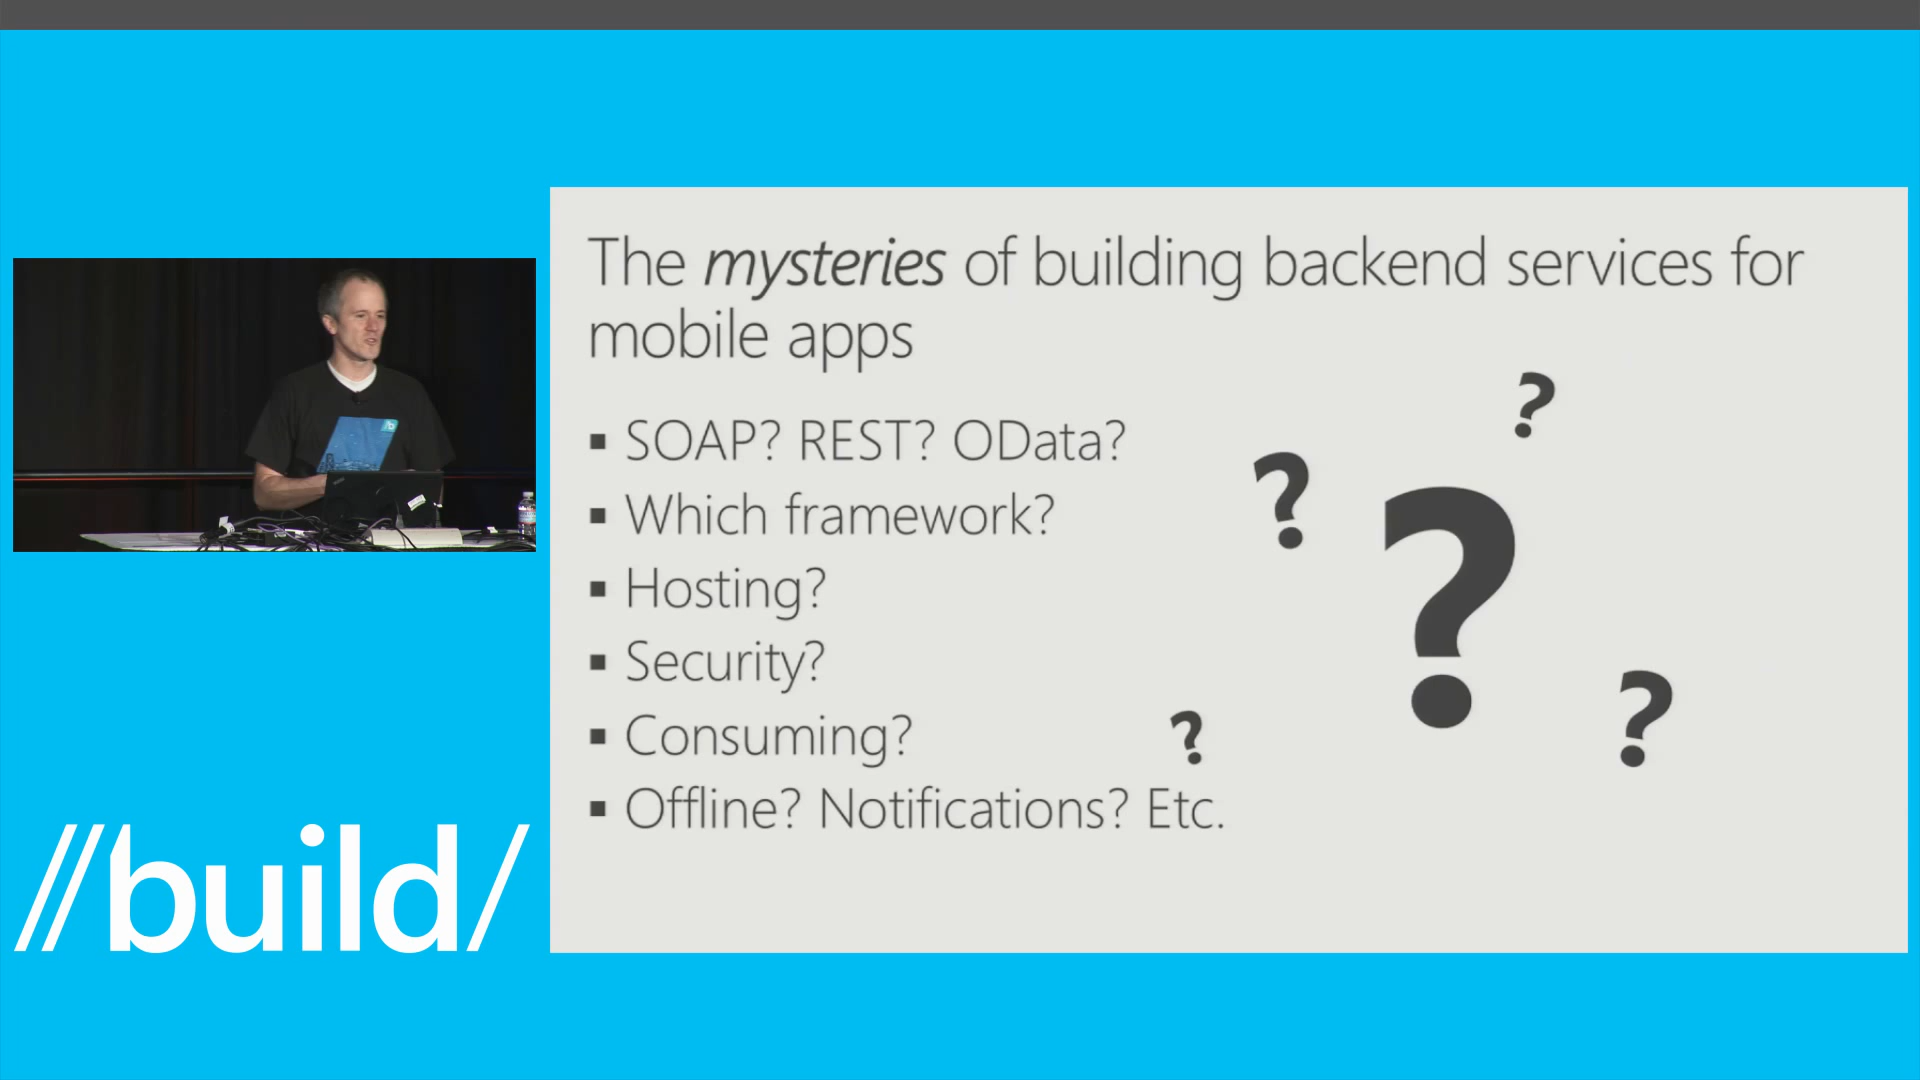 The mysteries of building backend services for
mobile apps
▪ SOAP? REST? OData?
▪ Which framework?
▪ Hosting?
▪ Security?
▪ Consuming?
▪ Offline? Notifications? Etc.
?
?
?
?
?
//build/